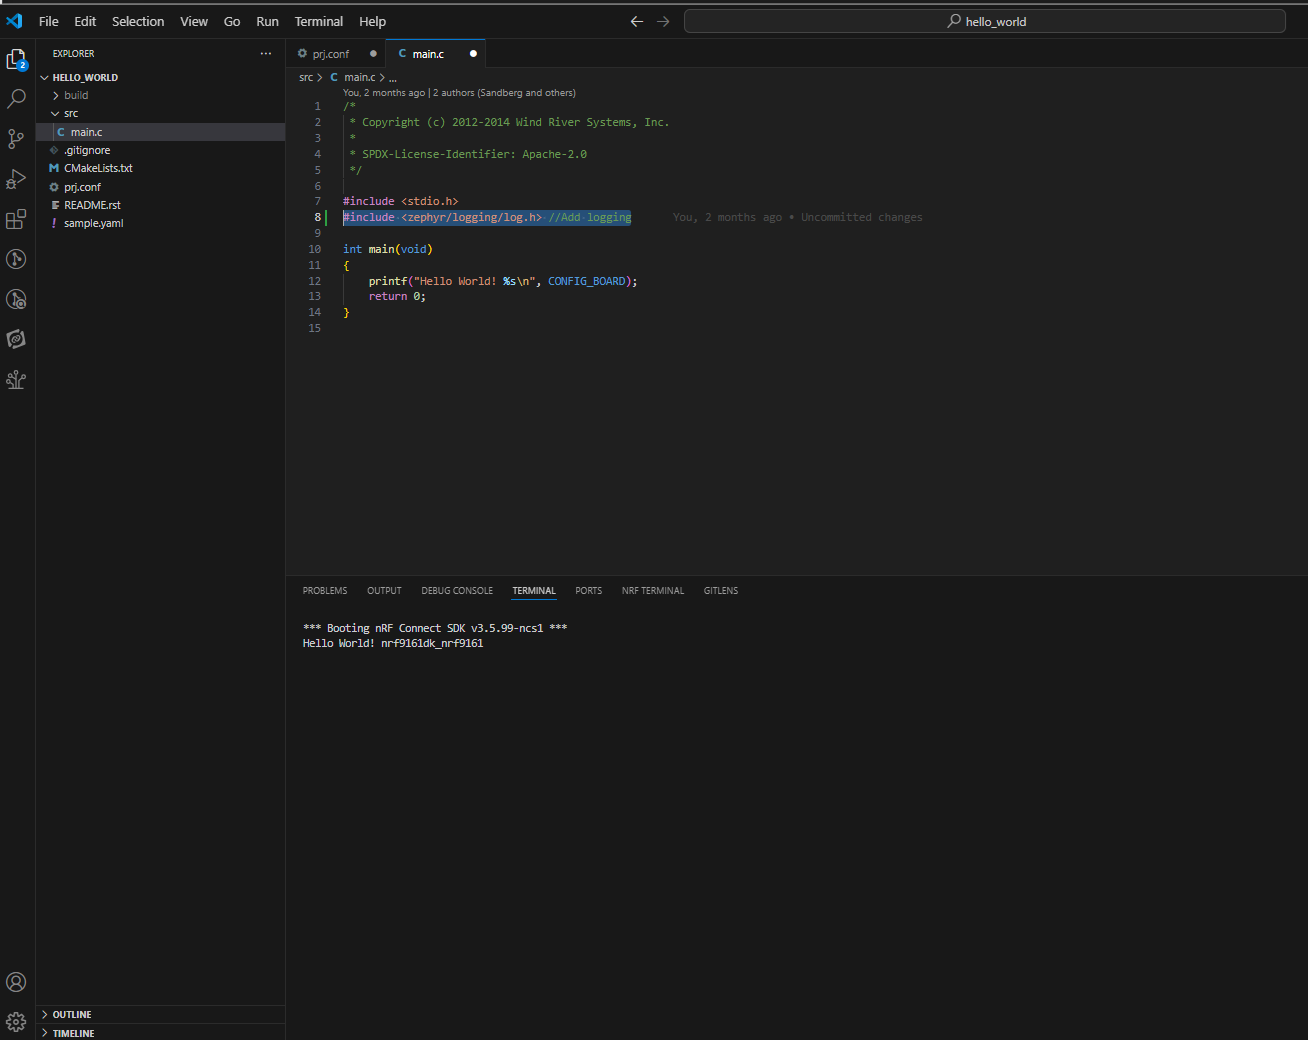 File Edit Selection View Go Run Terminal Help
hello_world
2
EXPLORER
HELLO_WORLD
build
src
C main.c
.gitignore
M CMakeLists.txt
prj.conf
README.rst
! sample.yaml
OUTLINE
TIMELINE
prj.conf
C main.c
src > C main.c > ...
You, 2 months ago | 2 authors (Sandberg and others)
1 /*
2 * Copyright (c) 2012-2014 Wind River Systems, Inc.
3 *
4 * SPDX-License-Identifier: Apache-2.0
5 */
6
7 #include <stdio.h>
8 #include <zephyr/logging/log.h> //Add logging You, 2 months ago • Uncommitted changes
9
10 int main(void)
11 {
12 printf("Hello World! %s\n", CONFIG_BOARD);
13 return 0;
14 }
15
PROBLEMS OUTPUT DEBUG CONSOLE TERMINAL PORTS NRF TERMINAL GITLENS
*** Booting nRF Connect SDK v3.5.99-ncs1 ***
Hello World! nrf9161dk_nrf9161